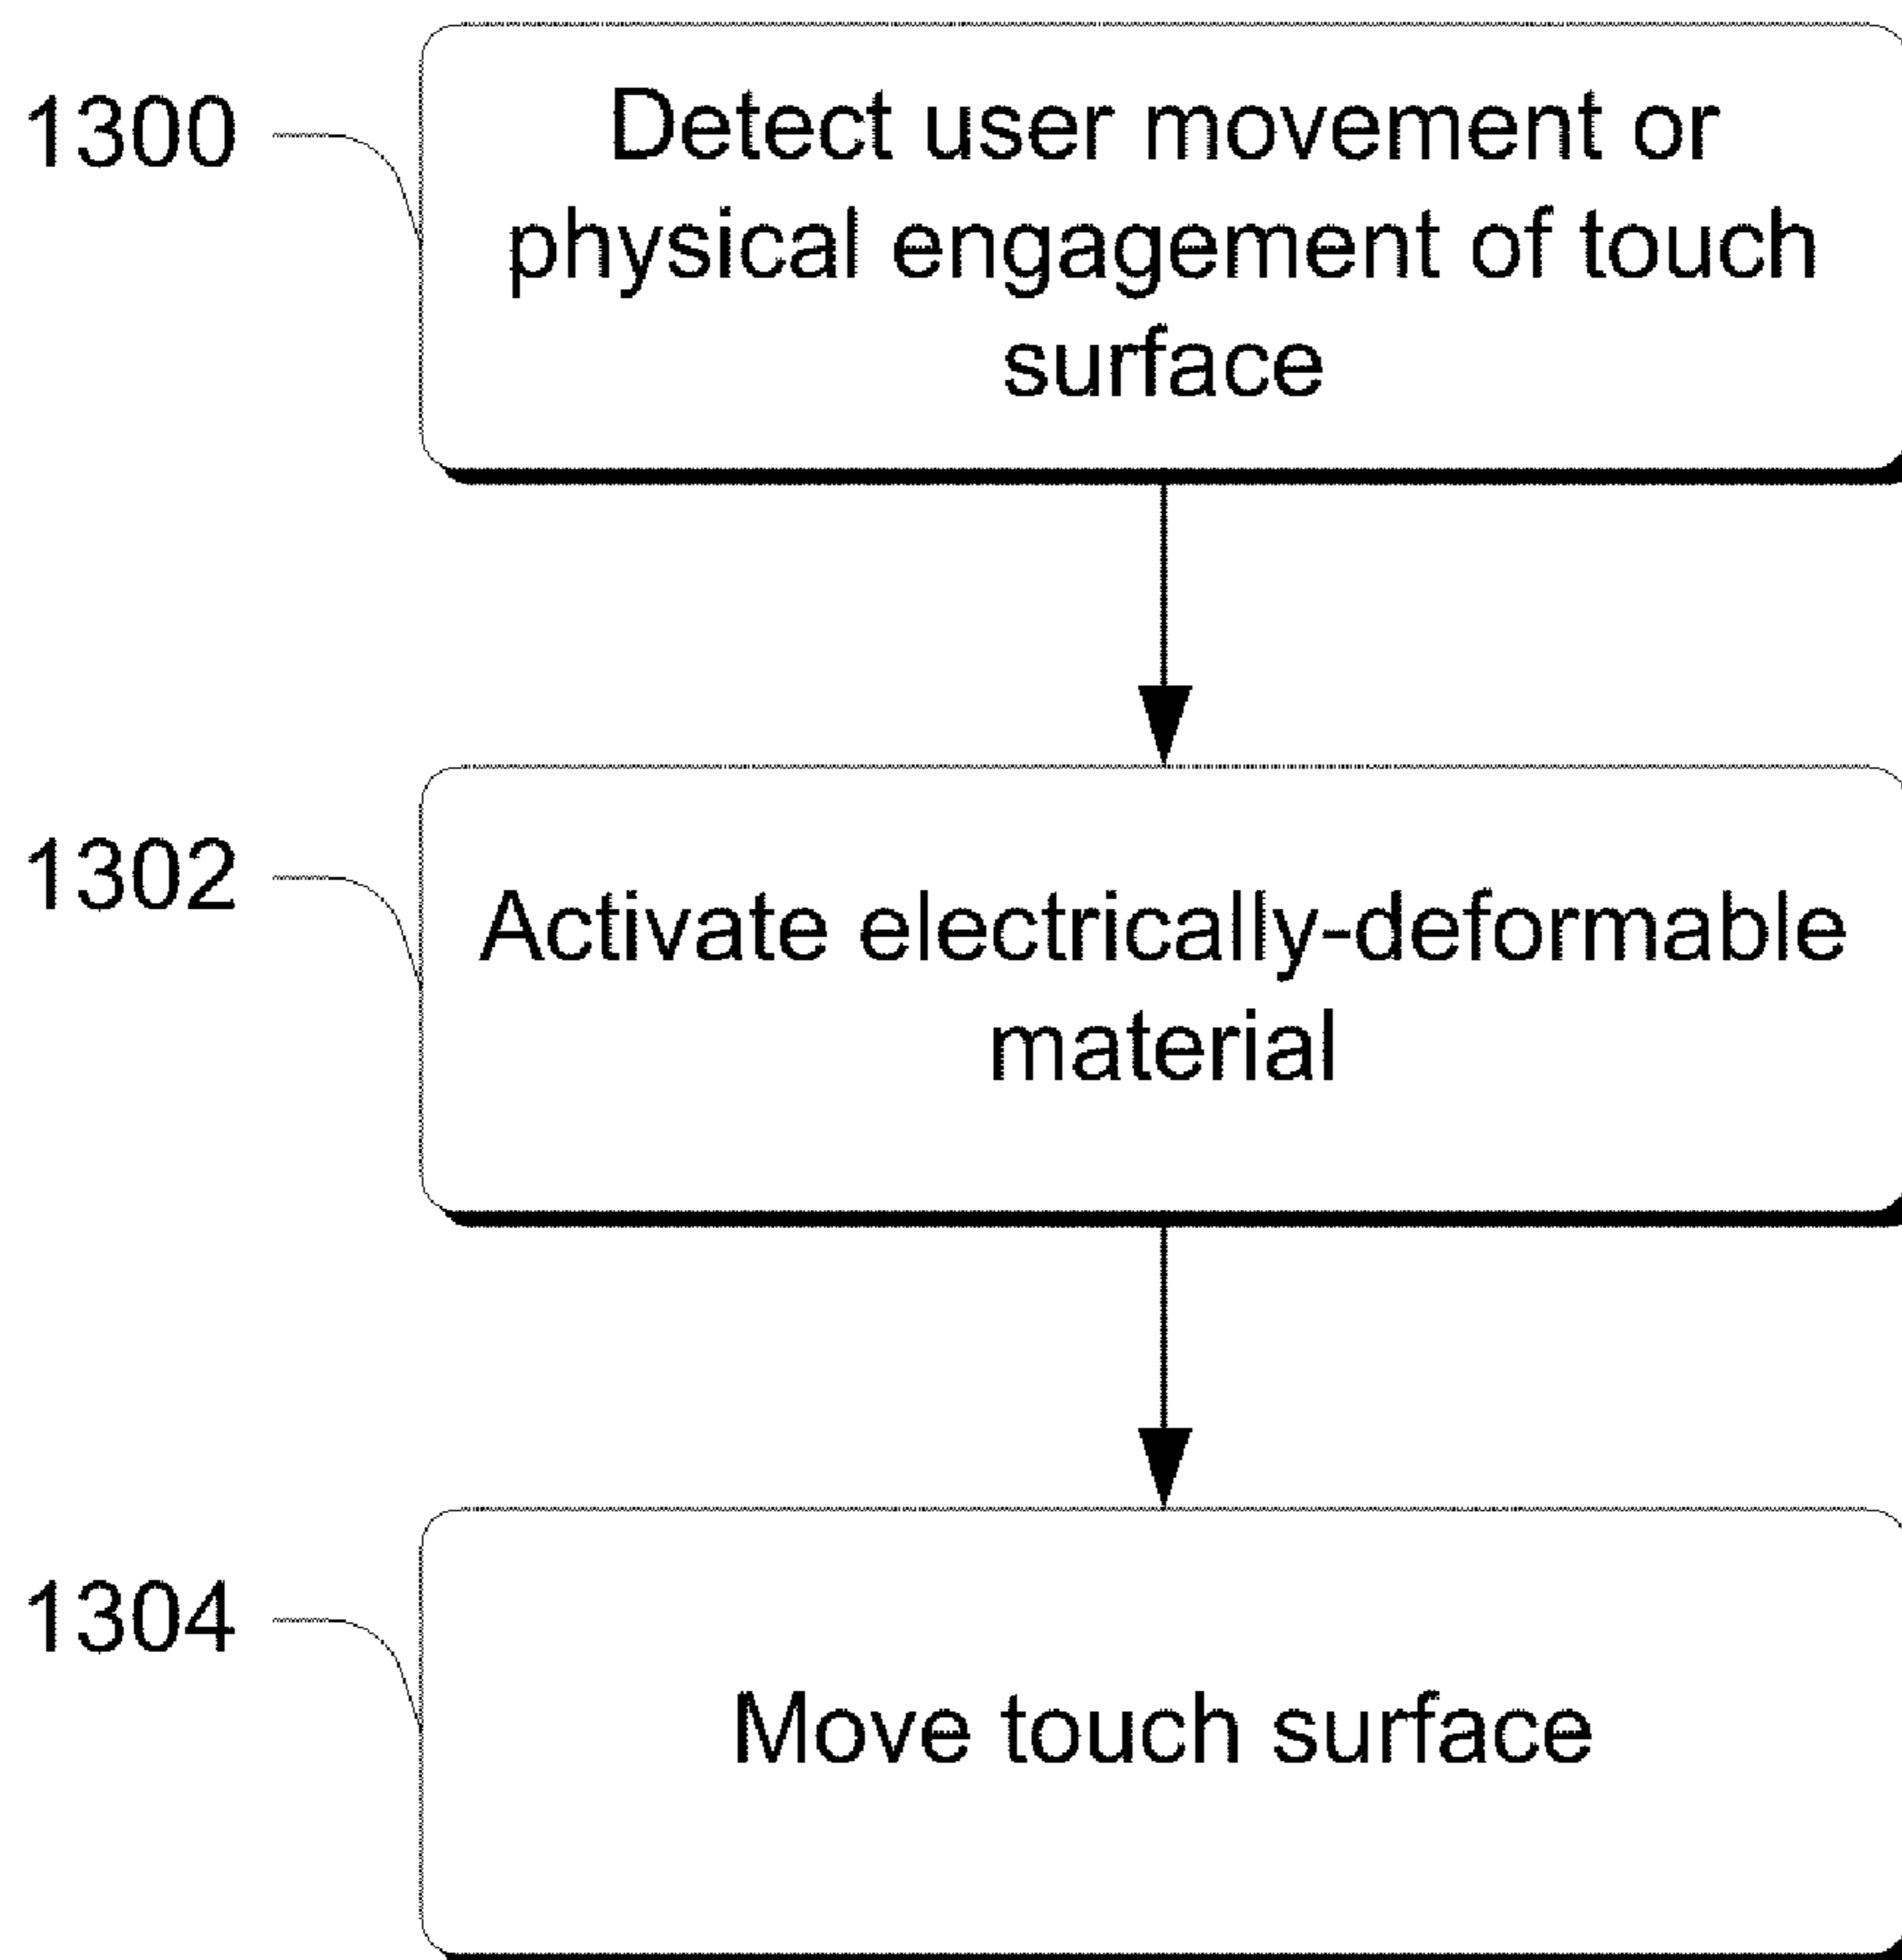 1300
Detect user movement or
physical engagement of touch
surface
1302
Activate electrically-deformable
material
1304
Move touch surface